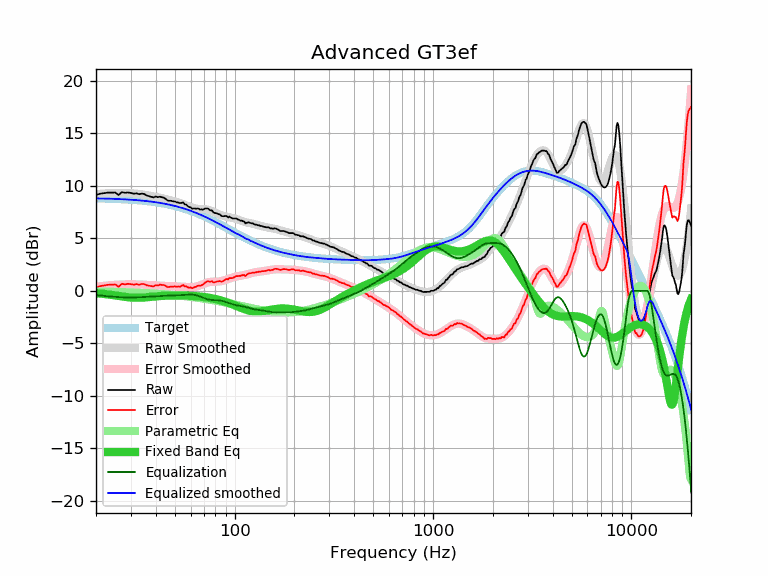 Advanced GT3ef
20
15
10
5
0
−5
−10
−15
−20
Amplitude (dBr)
Target
Raw Smoothed
Error Smoothed
Raw
Error
Parametric Eq
Fixed Band Eq
Equalization
Equalized smoothed
100 1000 10000
Frequency (Hz)